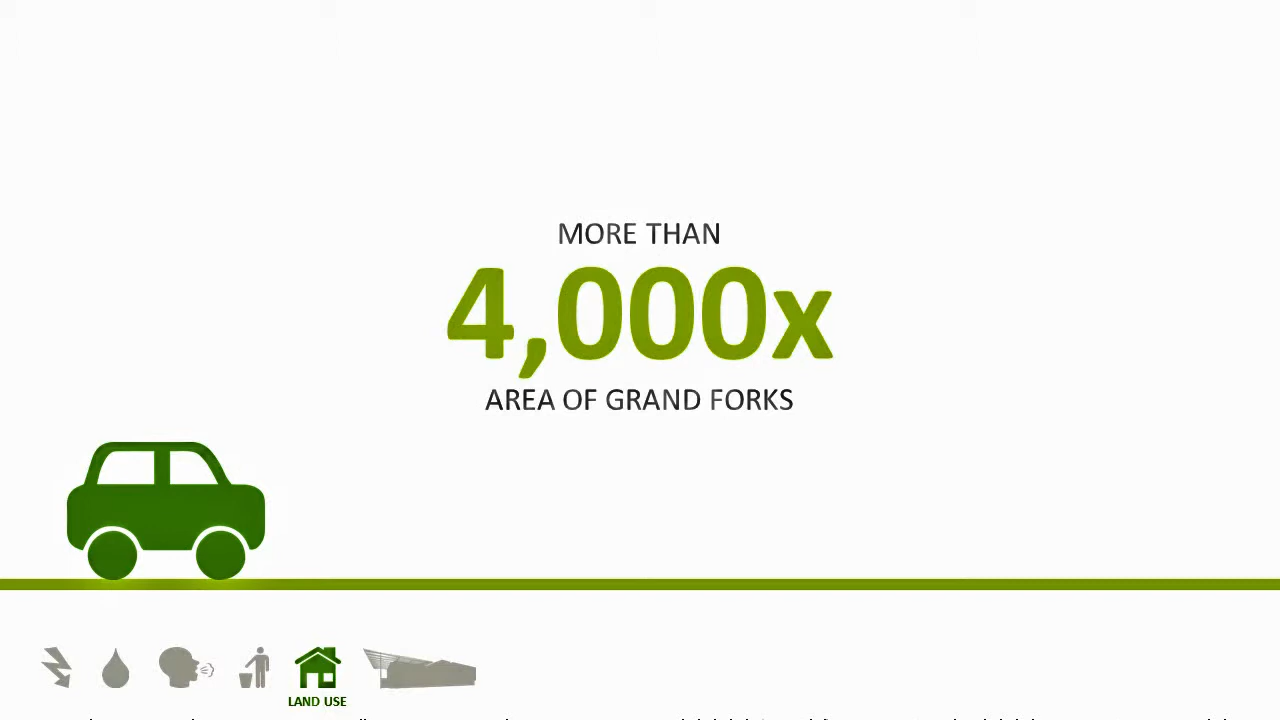 MORE THAN
4,000x
AREA OF GRAND FORKS
LAND USE